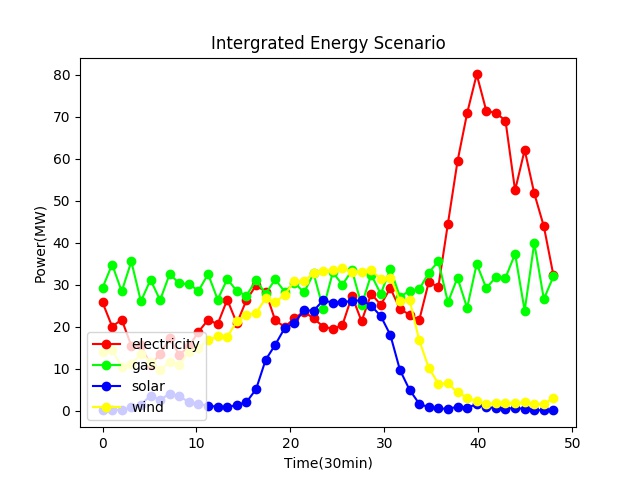 Intergrated Energy Scenario
Power(MW)
80
70
60
50
40
30
20
10
0
electricity
gas
solar
wind
0 10 20 30 40 50
Time(30min)